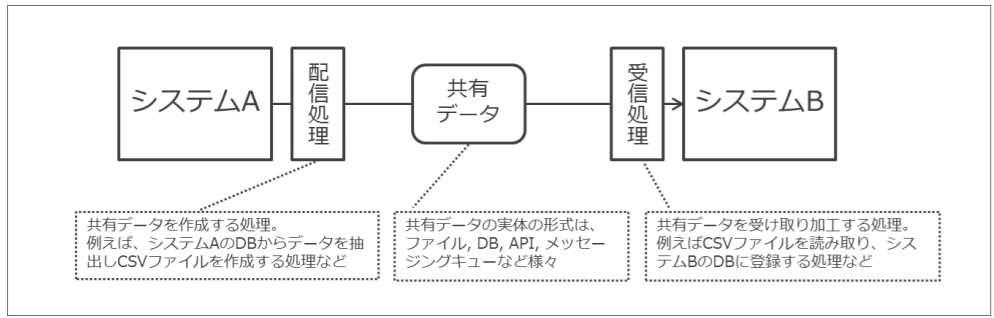 システムA
配信処理
共有
データ
受信処理
システムB
共有データを作成する処理。
例えば、システムAのDBからデータを抽
出しCSVファイルを作成する処理など
共有データの実体の形式は、
ファイル, DB, API, メッセー
ジングキューなど様々
共有データを受け取り加工する処理。
例えばCSVファイルを読み取り、シス
テムBのDBに登録する処理など